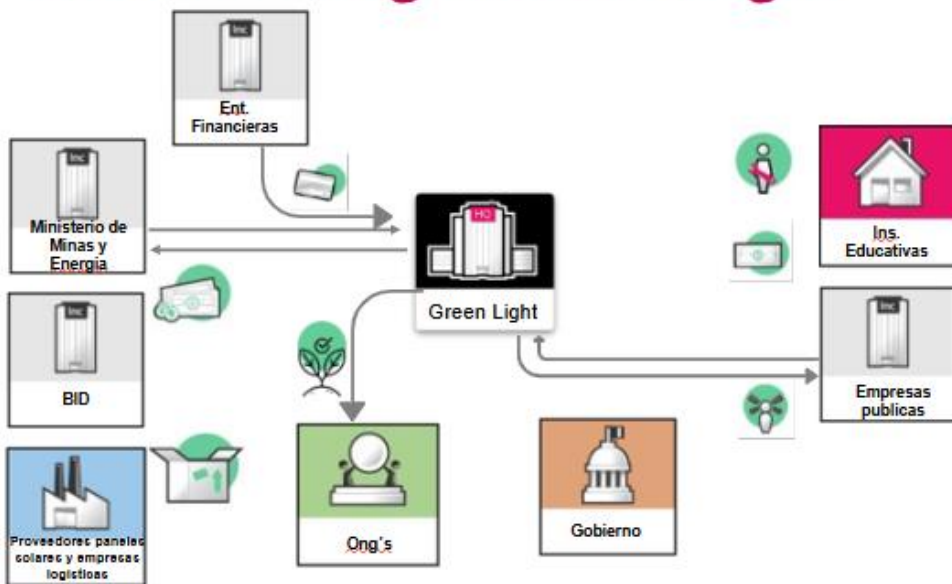 Inc
Ent.
Financieras
Inc
Ministerio de
Minas y
Energía
HQ
Green Light
Ins.
Educativas
Inc
BID
Inc
Empresas
publicas
Proveedores paneles
solares y empresas
logísticas
Ong's
Gobierno